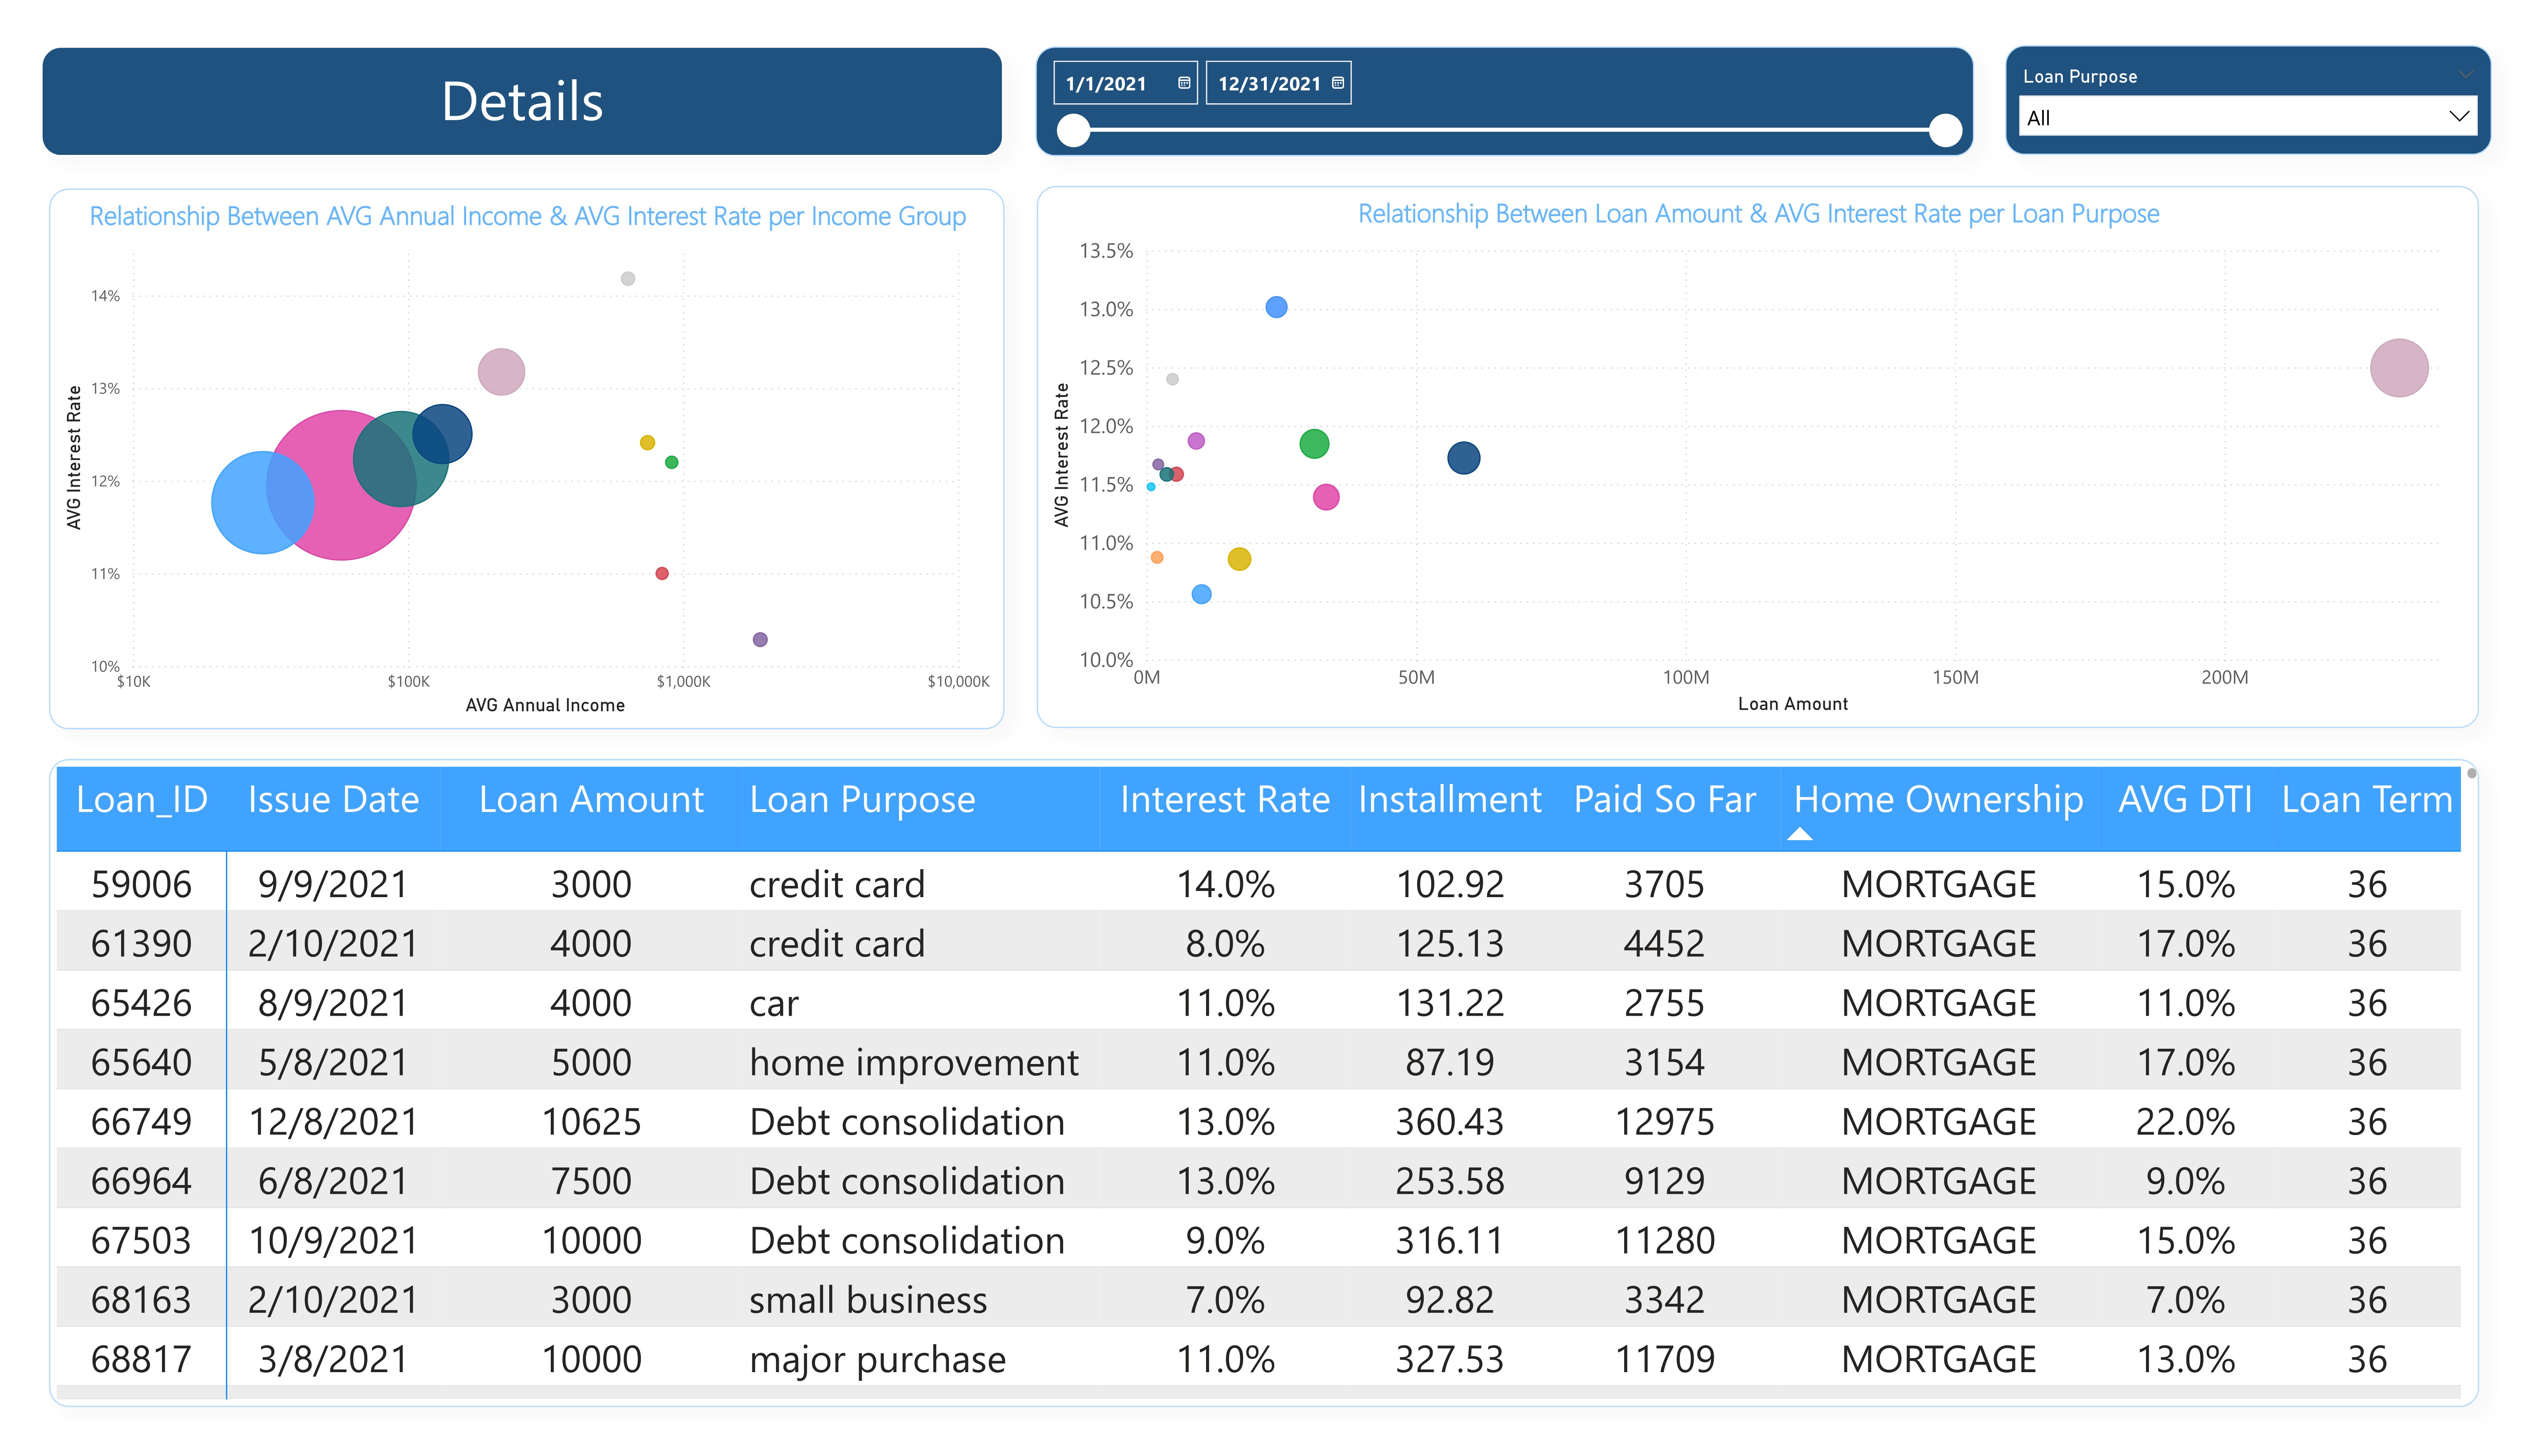 Details
1/1/2021
12/31/2021
Loan Purpose
All
Relationship Between AVG Annual Income & AVG Interest Rate per Income Group
AVG Interest Rate
14%
13%
12%
11%
10%
$10K $100K $1,000K $10,000K
AVG Annual Income
Relationship Between Loan Amount & AVG Interest Rate per Loan Purpose
AVG Interest Rate
13.5%
13.0%
12.5%
12.0%
11.5%
11.0%
10.5%
10.0%
0M 50M 100M 150M 200M
Loan Amount
Loan_ID Issue Date Loan Amount Loan Purpose Interest Rate Installment Paid So Far Home Ownership AVG DTI Loan Term
59006 9/9/2021 3000 credit card 14.0% 102.92 3705 MORTGAGE 15.0% 36
61390 2/10/2021 4000 credit card 8.0% 125.13 4452 MORTGAGE 17.0% 36
65426 8/9/2021 4000 car 11.0% 131.22 2755 MORTGAGE 11.0% 36
65640 5/8/2021 5000 home improvement 11.0% 87.19 3154 MORTGAGE 17.0% 36
66749 12/8/2021 10625 Debt consolidation 13.0% 360.43 12975 MORTGAGE 22.0% 36
66964 6/8/2021 7500 Debt consolidation 13.0% 253.58 9129 MORTGAGE 9.0% 36
67503 10/9/2021 10000 Debt consolidation 9.0% 316.11 11280 MORTGAGE 15.0% 36
68163 2/10/2021 3000 small business 7.0% 92.82 3342 MORTGAGE 7.0% 36
68817 3/8/2021 10000 major purchase 11.0% 327.53 11709 MORTGAGE 13.0% 36